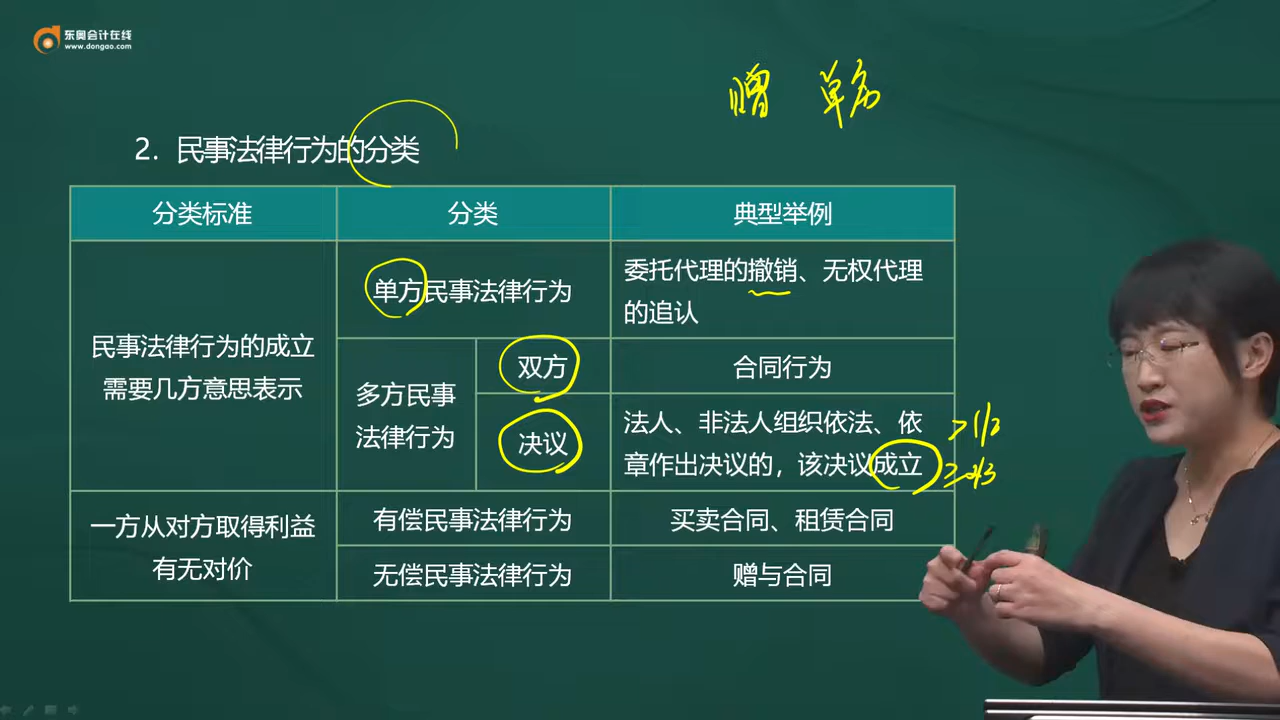 东奥会计在线
www.dongao.com
赠 单方
2. 民事法律行为的分类
分类标准
分类
典型举例
民事法律行为的成立
需要几方意思表示
单方民事法律行为
委托代理的撤销、无权代理
的追认
多方民事
法律行为
双方
合同行为
决议
法人、非法人组织依法、依
章作出决议的，该决议成立
>1/2
≥2/3
一方从对方取得利益
有无对价
有偿民事法律行为
买卖合同、租赁合同
无偿民事法律行为
赠与合同